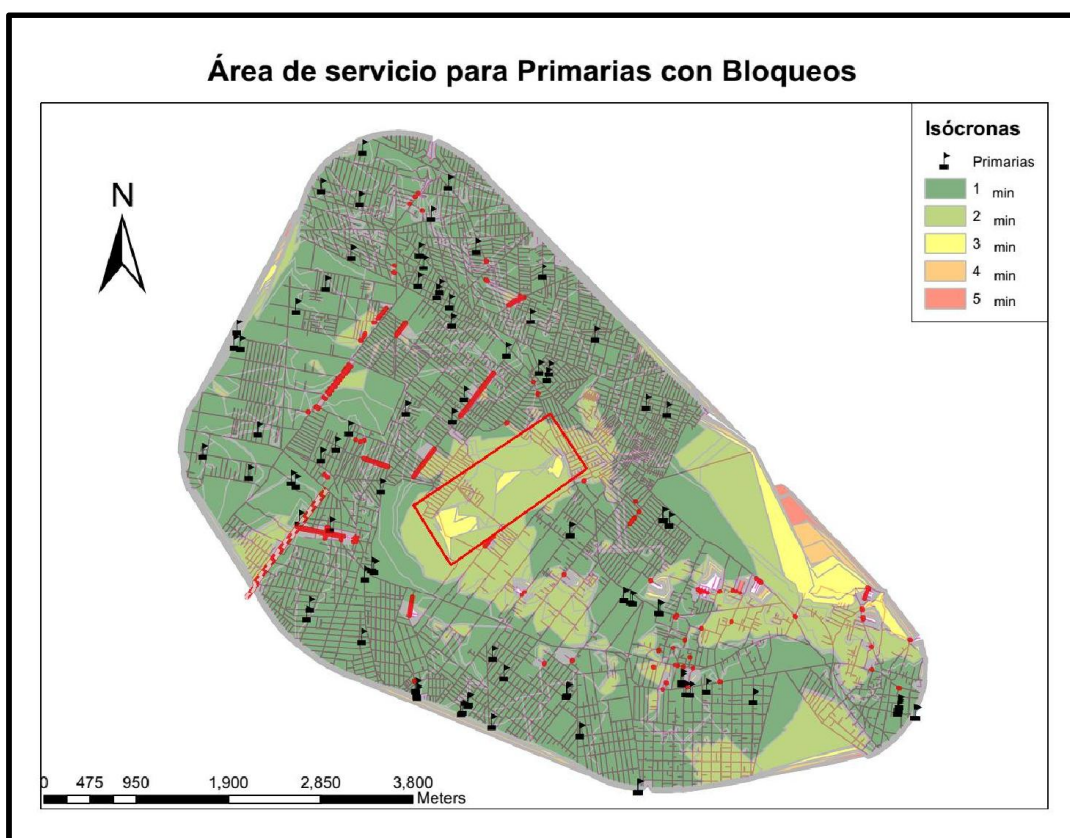 Área de servicio para Primarias con Bloqueos
Isócronas
Primarias
1 min
2 min
3 min
4 min
5 min
N
0 475 950 1,900 2,850 3,800
Meters